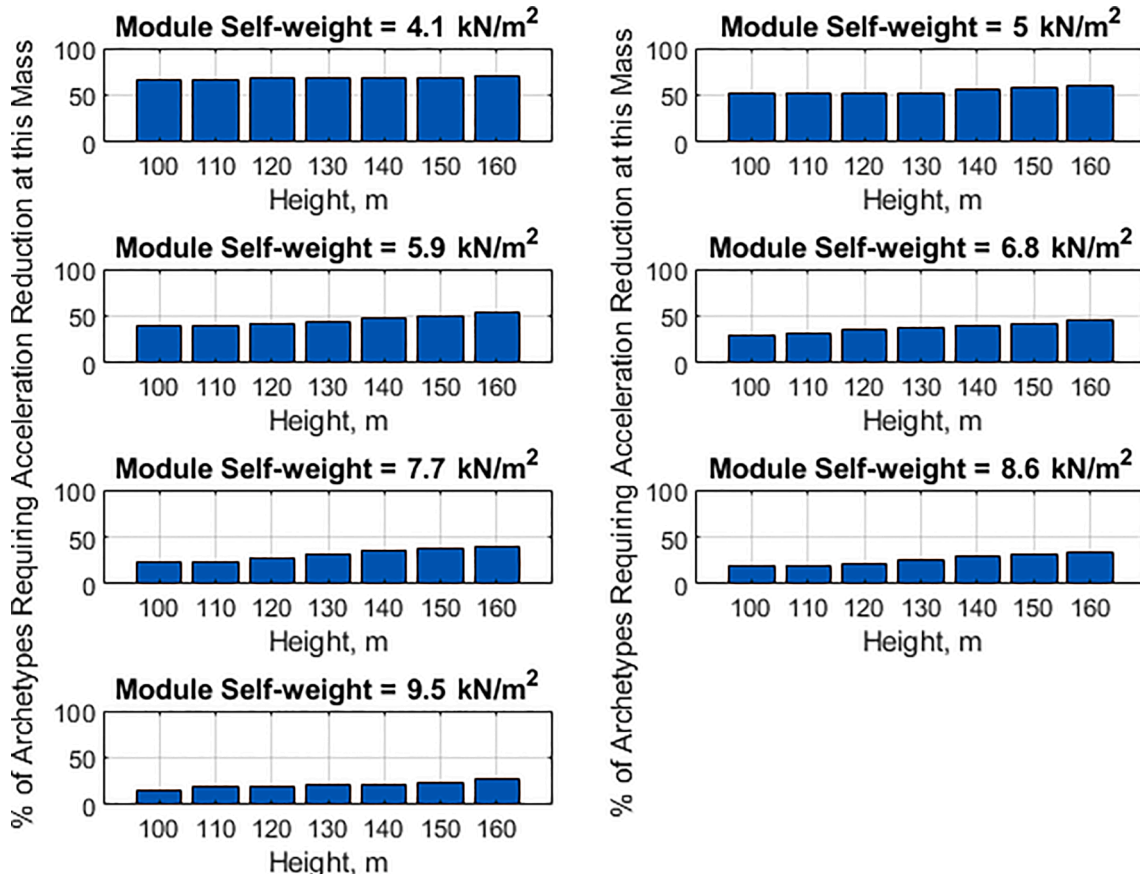 % of Archetypes Requiring Acceleration Reduction at this Mass
Module Self-weight = 4.1 kN/m²
100
50
0
100 110 120 130 140 150 160
Height, m
Module Self-weight = 5.9 kN/m²
100
50
0
100 110 120 130 140 150 160
Height, m
Module Self-weight = 7.7 kN/m²
100
50
0
100 110 120 130 140 150 160
Height, m
Module Self-weight = 9.5 kN/m²
100
50
0
100 110 120 130 140 150 160
Height, m
% of Archetypes Requiring Acceleration Reduction at this Mass
Module Self-weight = 5 kN/m²
100
50
0
100 110 120 130 140 150 160
Height, m
Module Self-weight = 6.8 kN/m²
100
50
0
100 110 120 130 140 150 160
Height, m
Module Self-weight = 8.6 kN/m²
100
50
0
100 110 120 130 140 150 160
Height, m